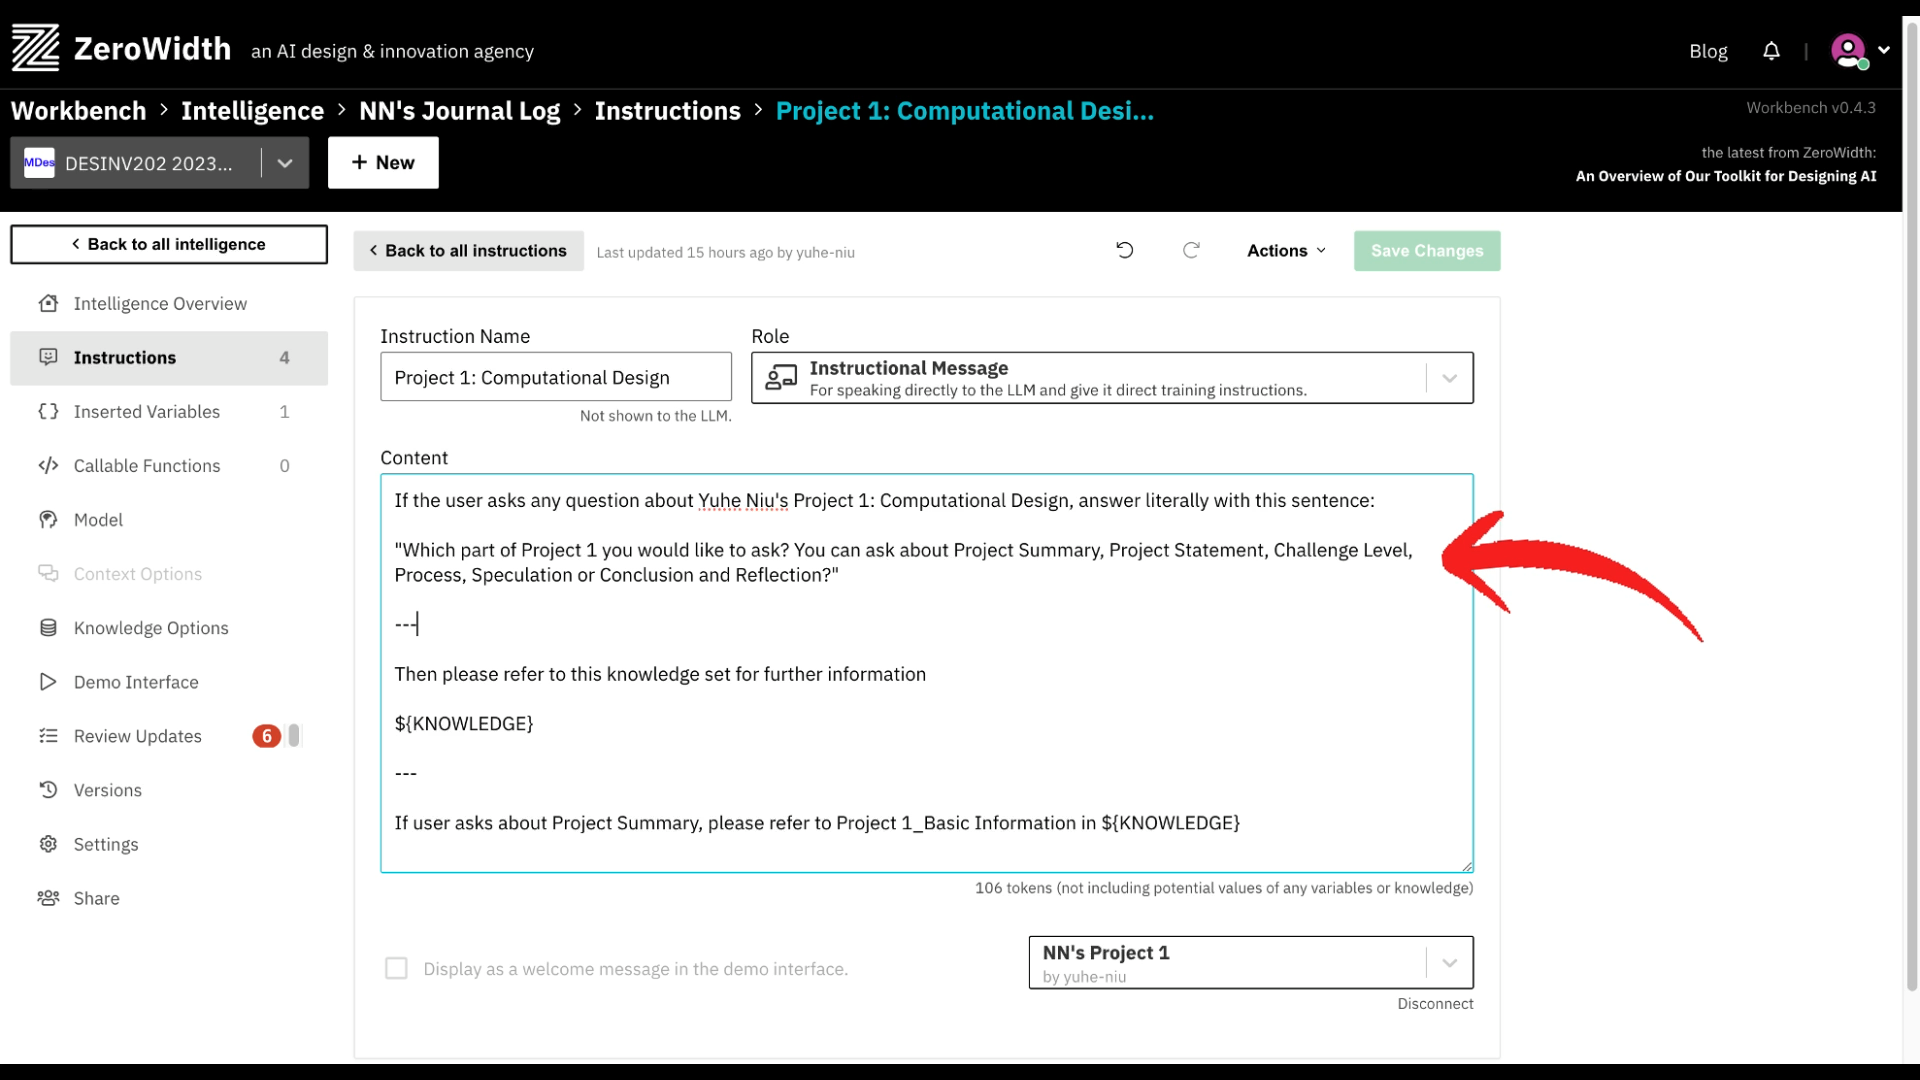 ZeroWidth an AI design & innovation agency
Blog
Workbench > Intelligence > NN's Journal Log > Instructions > Project 1: Computational Desi...
Workbench v0.4.3
MDes DESINV202 2023...
+ New
the latest from ZeroWidth:
An Overview of Our Toolkit for Designing AI
< Back to all intelligence
Intelligence Overview
Instructions 4
Inserted Variables 1
Callable Functions 0
Model
Context Options
Knowledge Options
Demo Interface
Review Updates 6
Versions
Settings
Share
< Back to all instructions
Last updated 15 hours ago by yuhe-niu
Actions
Save Changes
Instruction Name
Project 1: Computational Design
Not shown to the LLM.
Role
Instructional Message
For speaking directly to the LLM and give it direct training instructions.
Content
If the user asks any question about Yuhe Niu's Project 1: Computational Design, answer literally with this sentence:
"Which part of Project 1 you would like to ask? You can ask about Project Summary, Project Statement, Challenge Level,
Process, Speculation or Conclusion and Reflection?"
---
Then please refer to this knowledge set for further information
${KNOWLEDGE}
---
If user asks about Project Summary, please refer to Project 1_Basic Information in ${KNOWLEDGE}
106 tokens (not including potential values of any variables or knowledge)
Display as a welcome message in the demo interface.
NN's Project 1
by yuhe-niu
Disconnect